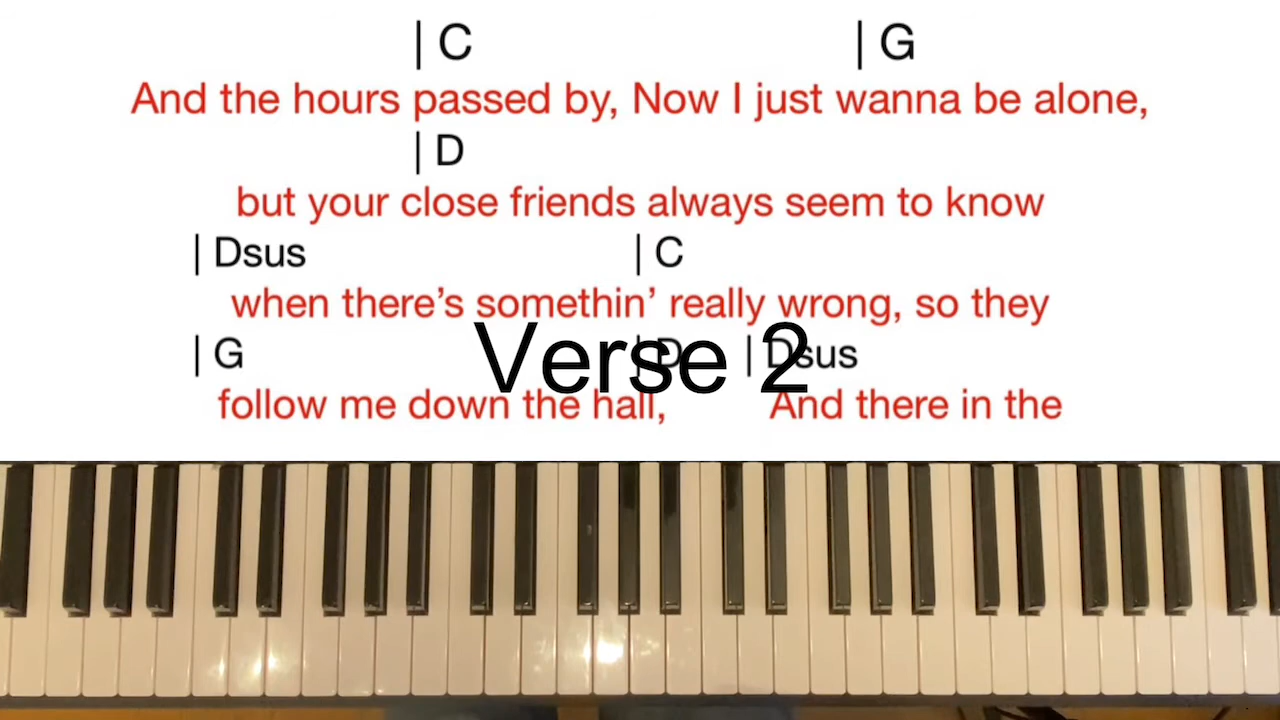 | C | G
And the hours passed by, Now I just wanna be alone,
| D
but your close friends always seem to know
| Dsus | C
when there's somethin' really wrong, so they
Verse 2
| G | D | Dsus
follow me down the hall, And there in the